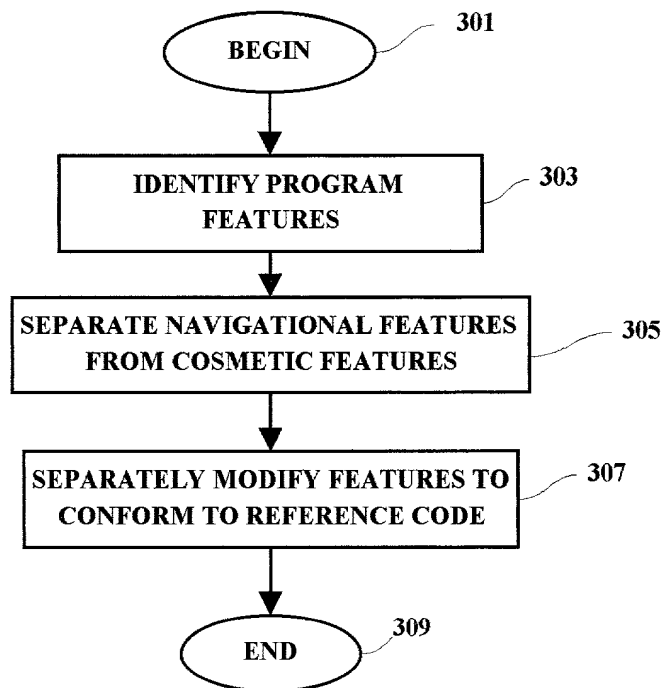 BEGIN
301
IDENTIFY PROGRAM
FEATURES
303
SEPARATE NAVIGATIONAL FEATURES
FROM COSMETIC FEATURES
305
SEPARATELY MODIFY FEATURES TO
CONFORM TO REFERENCE CODE
307
END
309